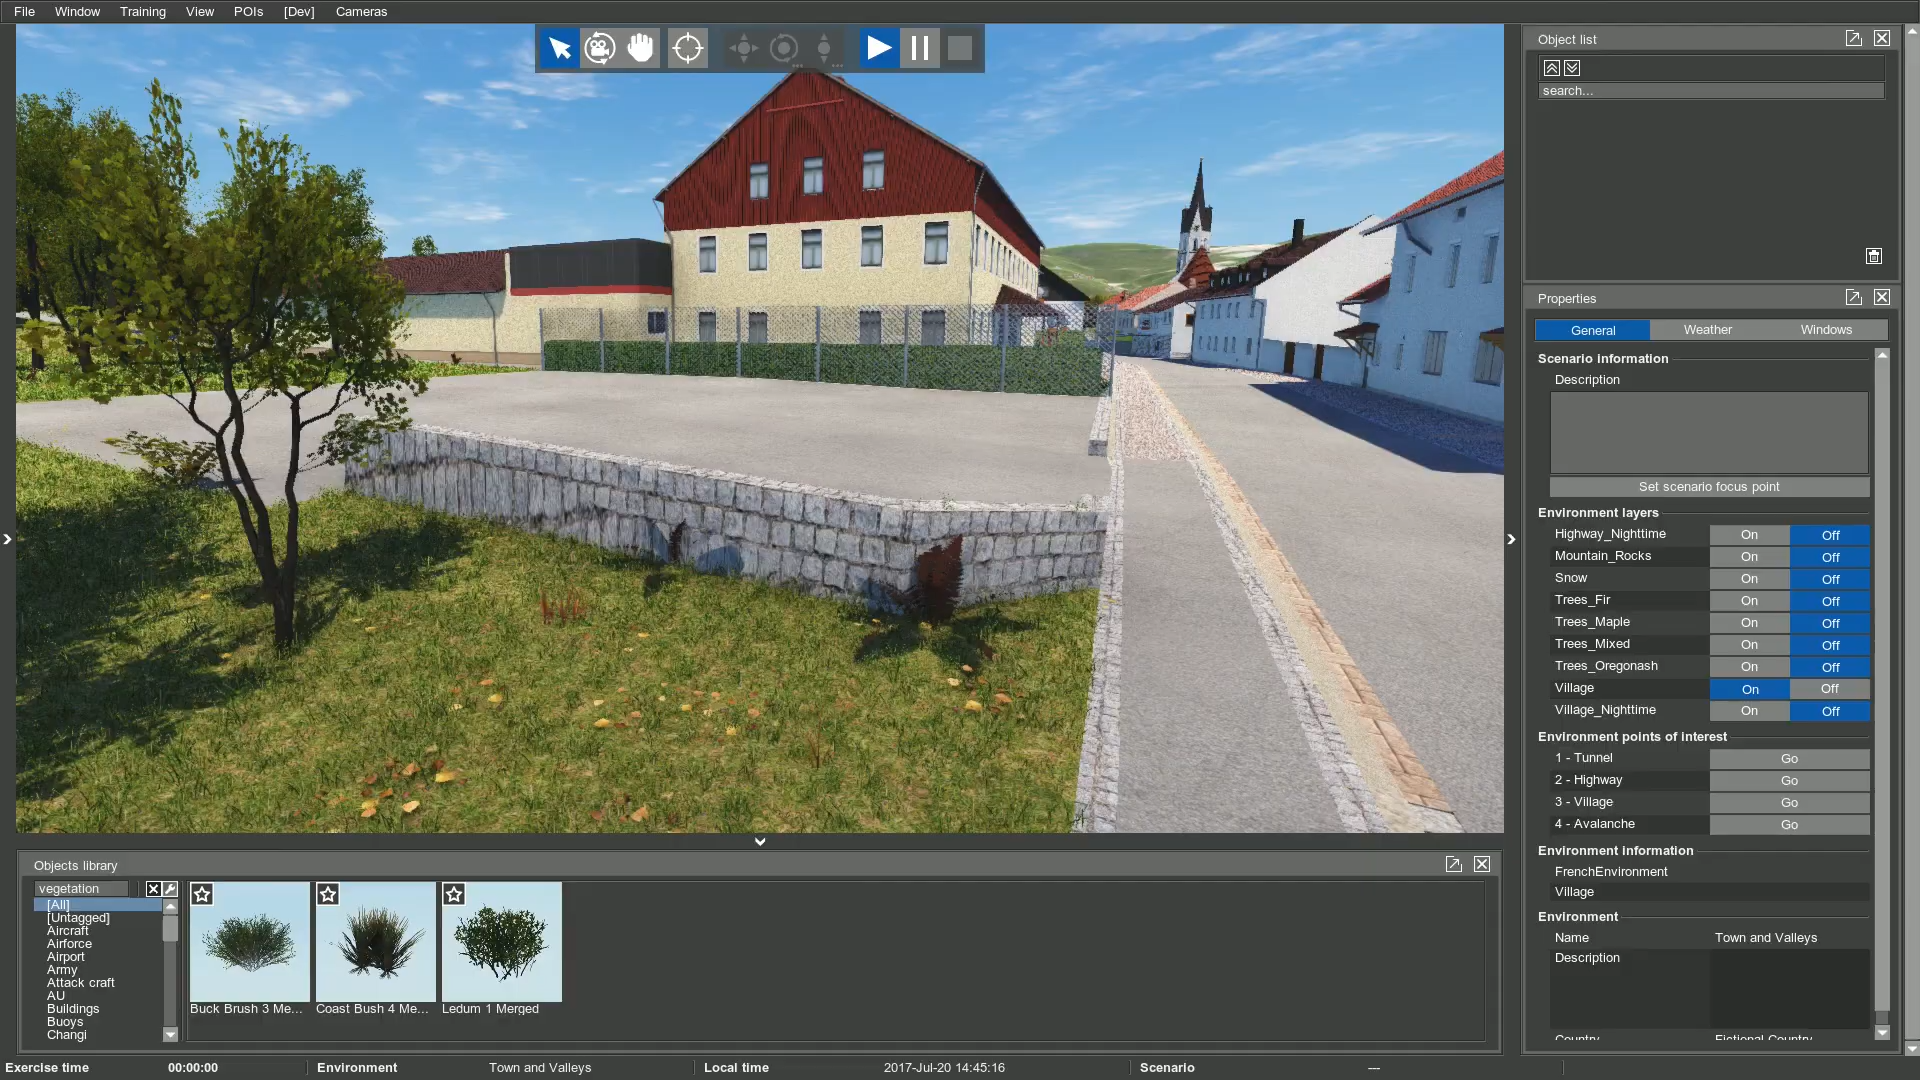 File Window Training View POIs [Dev] Cameras
Object list
search...
Properties
General Weather Windows
Scenario information
Description
Set scenario focus point
Environment layers
Highway_Nighttime On Off
Mountain_Rocks On Off
Snow On Off
Trees_Fir On Off
Trees_Maple On Off
Trees_Mixed On Off
Trees_Oregonash On Off
Village On Off
Village_Nighttime On Off
Environment points of interest
1 - Tunnel Go
2 - Highway Go
3 - Village Go
4 - Avalanche Go
Environment information
FrenchEnvironment
Village
Environment
Name Town and Valleys
Description
Country Fictional Country
Objects library
vegetation
[All]
[Untagged]
Aircraft
Airforce
Airport
Army
Attack craft
AU
Buildings
Buoys
Changi
Buck Brush 3 Me... Coast Bush 4 Me... Ledum 1 Merged
Exercise time 00:00:00 Environment Town and Valleys Local time 2017-Jul-20 14:45:16 Scenario ---